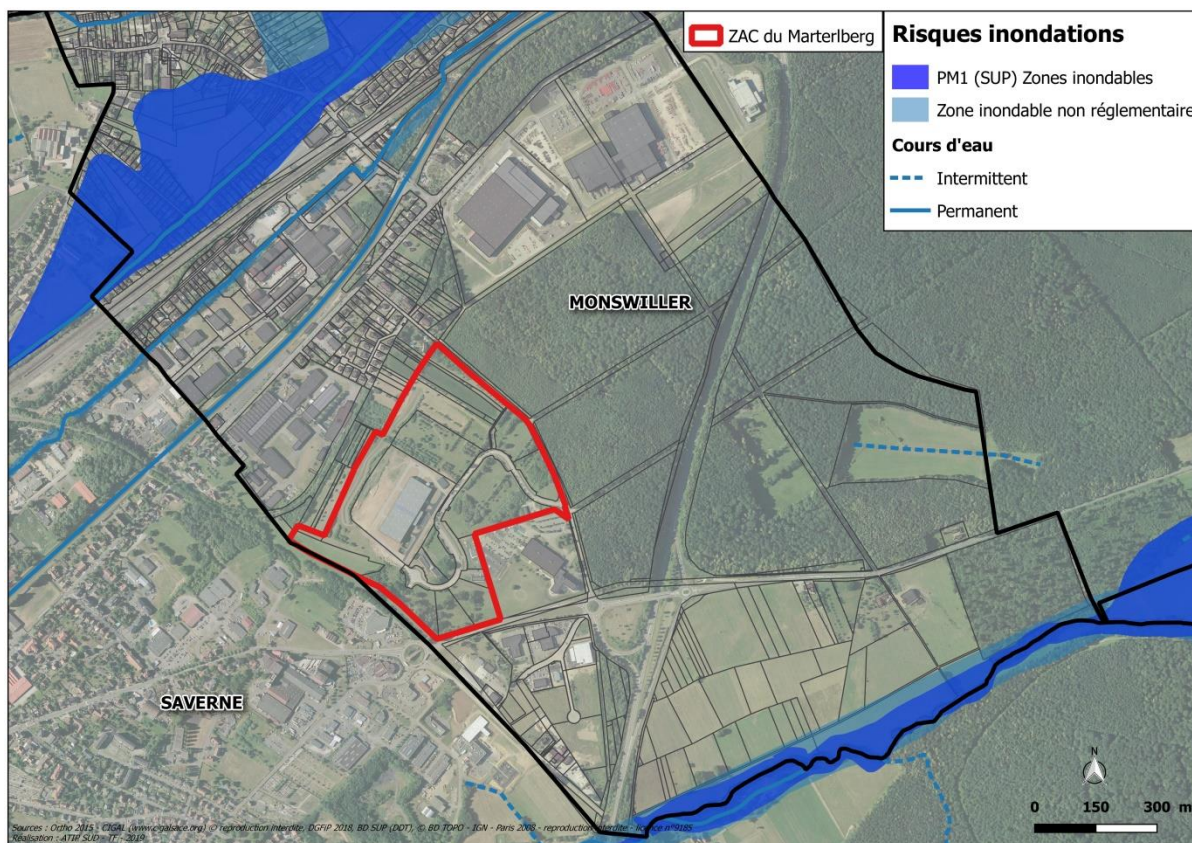 ZAC du Marterlberg
Risques inondations
PM1 (SUP) Zones inondables
Zone inondable non réglementaire
Cours d'eau
Intermittent
Permanent
MONSWILLER
SAVERNE
N
0 150 300 m
Sources : Ortho 2015 - CIGAL (www.cigalsace.org) © reproduction interdite, DGFiP 2018, BD SUP (DDT), © BD TOPO - IGN - Paris 2008 - reproduction interdite - licence n°9185
Réalisation : ATIP SUD - TF - 2019